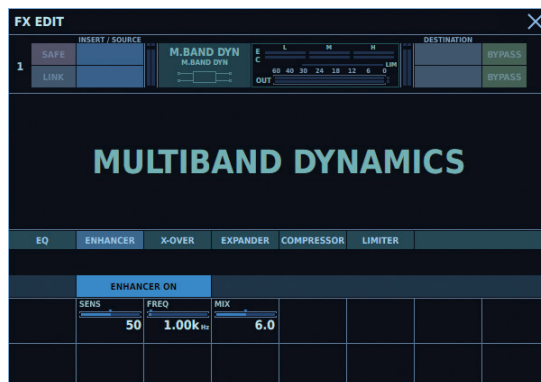 FX EDIT
INSERT / SOURCE
DESTINATION
1
SAFE
LINK
M.BAND DYN
M.BAND DYN
E
C
L M H
LIM
60 40 30 24 18 12 6 0
OUT
BYPASS
BYPASS
MULTIBAND DYNAMICS
EQ ENHANCER X-OVER EXPANDER COMPRESSOR LIMITER
ENHANCER ON
SENS FREQ MIX
50 1.00k Hz 6.0